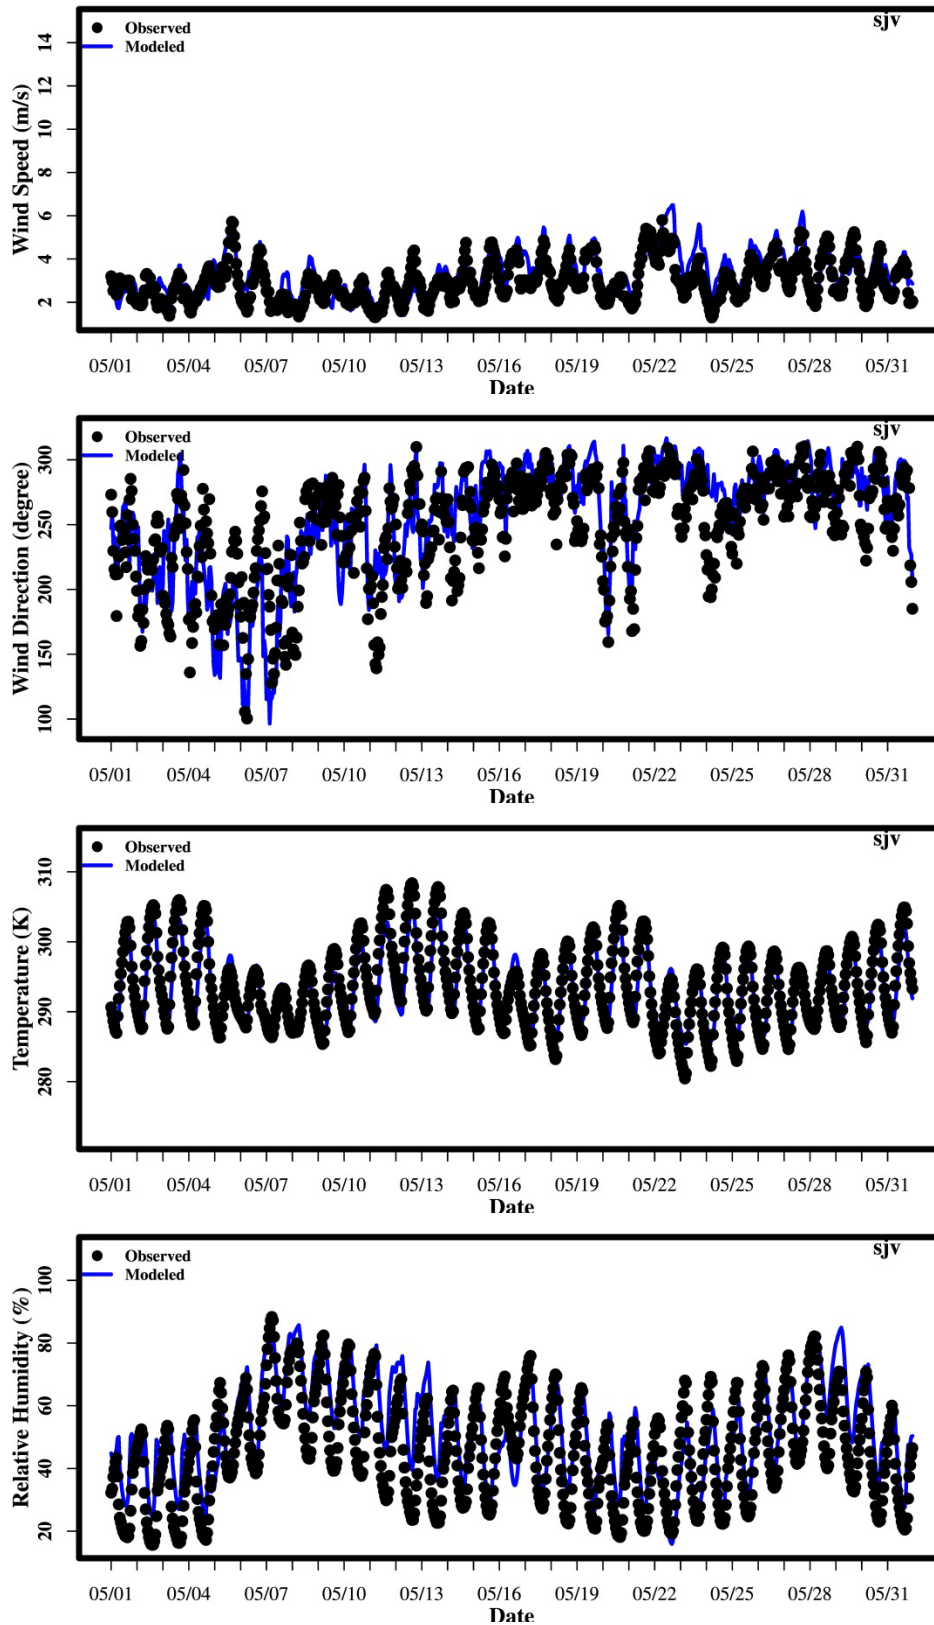 sjv
Observed
Modeled
Wind Speed (m/s)
14
12
10
8
6
4
2
05/01 05/04 05/07 05/10 05/13 05/16 05/19 05/22 05/25 05/28 05/31
Date
sjv
Observed
Modeled
Wind Direction (degree)
300
250
200
150
100
05/01 05/04 05/07 05/10 05/13 05/16 05/19 05/22 05/25 05/28 05/31
Date
sjv
Observed
Modeled
Temperature (K)
310
300
290
280
05/01 05/04 05/07 05/10 05/13 05/16 05/19 05/22 05/25 05/28 05/31
Date
sjv
Observed
Modeled
Relative Humidity (%)
100
80
60
40
20
05/01 05/04 05/07 05/10 05/13 05/16 05/19 05/22 05/25 05/28 05/31
Date